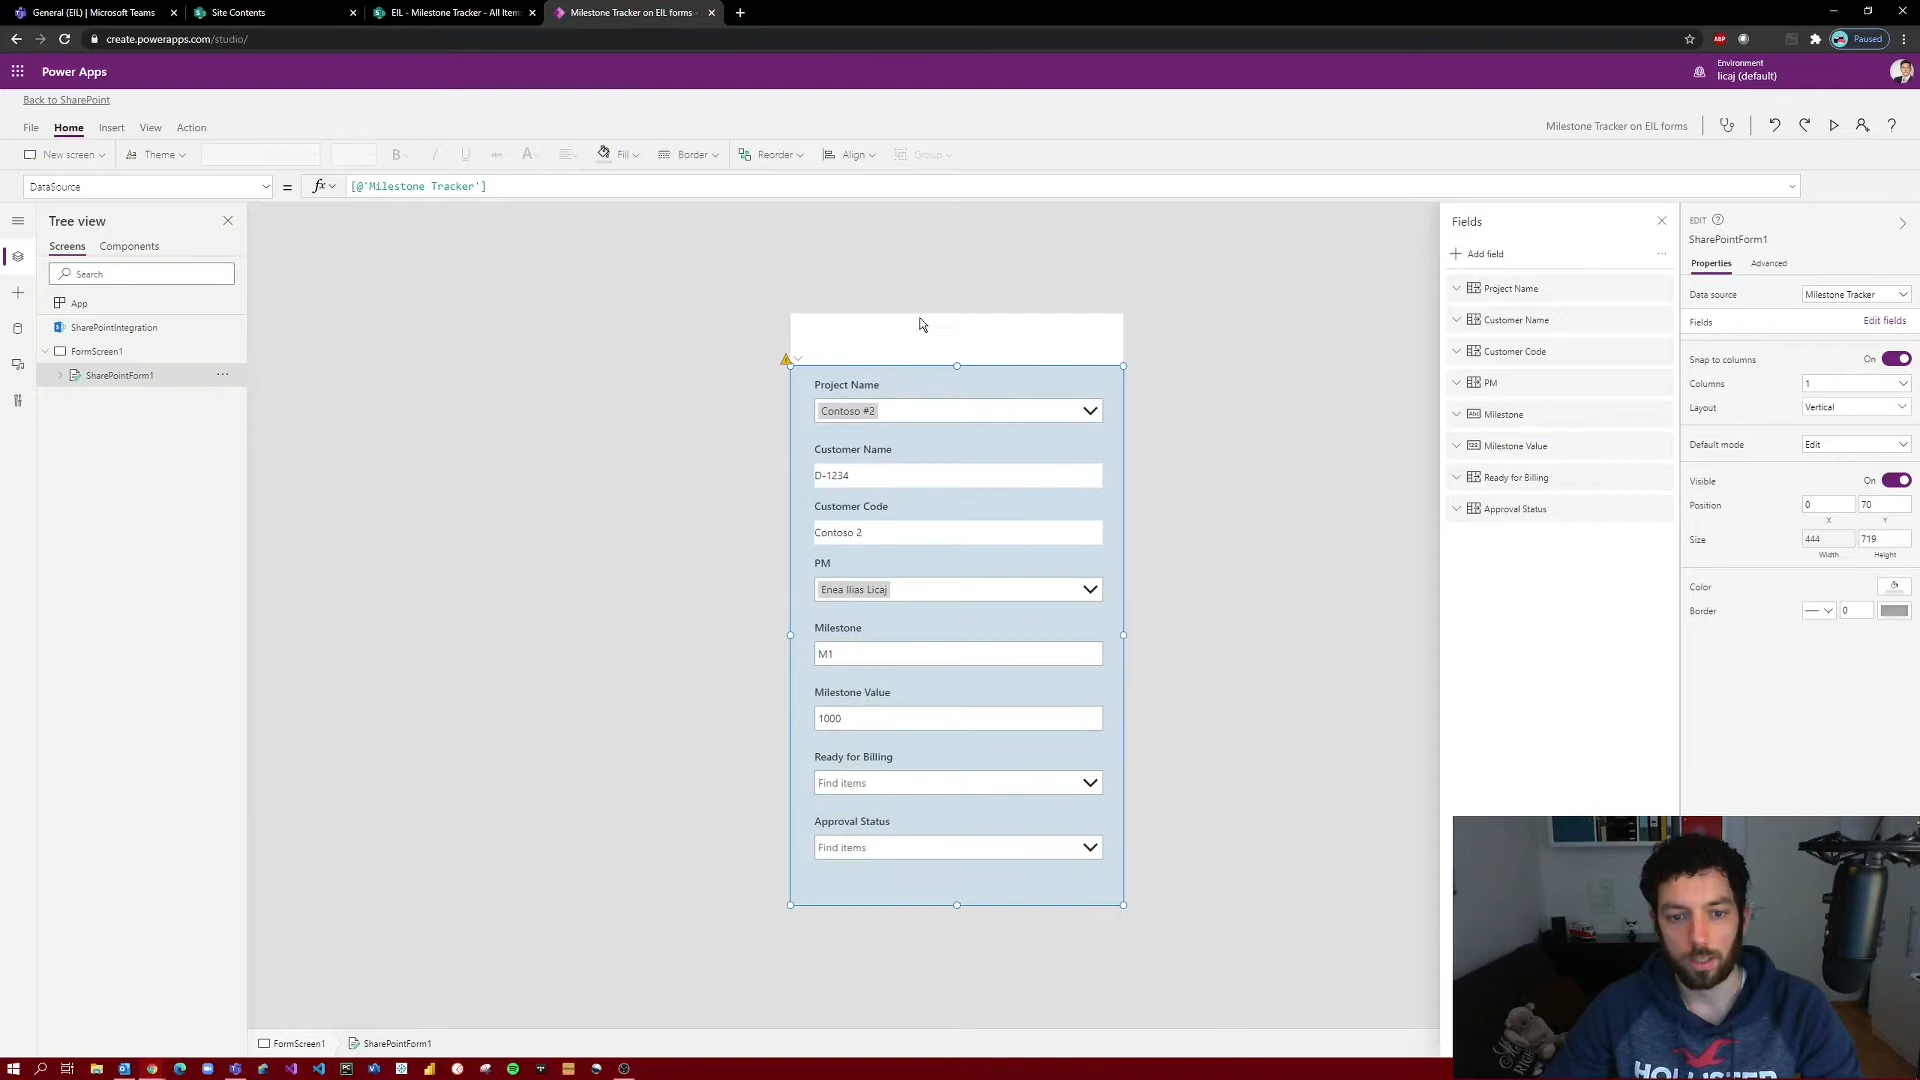 General (EIL) | Microsoft Teams
Site Contents
EIL - Milestone Tracker - All Item
Milestone Tracker on EIL forms -
create.powerapps.com/studio/
ABP
Paused
Power Apps
Environment
licaj (default)
Back to SharePoint
File
Home
Insert
View
Action
Milestone Tracker on EIL forms
New screen
Theme
B
Fill
Border
Reorder
Align
Group
DataSource
=
fx
[@'Milestone Tracker']
Tree view
Screens
Components
Search
App
SharePointIntegration
FormScreen1
SharePointForm1
Project Name
Contoso #2
Customer Name
D-1234
Customer Code
Contoso 2
PM
Enea Ilias Licaj
Milestone
M1
Milestone Value
1000
Ready for Billing
Find items
Approval Status
Find items
Fields
Add field
Project Name
Customer Name
Customer Code
PM
Abc Milestone
123 Milestone Value
Ready for Billing
Approval Status
EDIT
SharePointForm1
Properties
Advanced
Data source
Milestone Tracker
Fields
Edit fields
Snap to columns
On
Columns
1
Layout
Vertical
Default mode
Edit
Visible
On
Position
0
70
X
Y
Size
444
719
Width
Height
Color
Border
0
FormScreen1
SharePointForm1